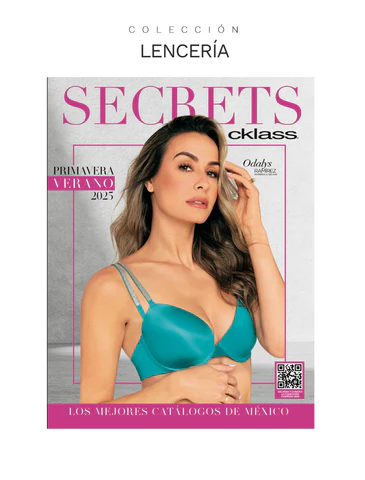 COLECCIÓN
LENCERÍA
SECRETS
cklass
Odalys
RAMÍREZ
PRIMAVERA
VERANO
2025
LOS MEJORES CATÁLOGOS DE MÉXICO